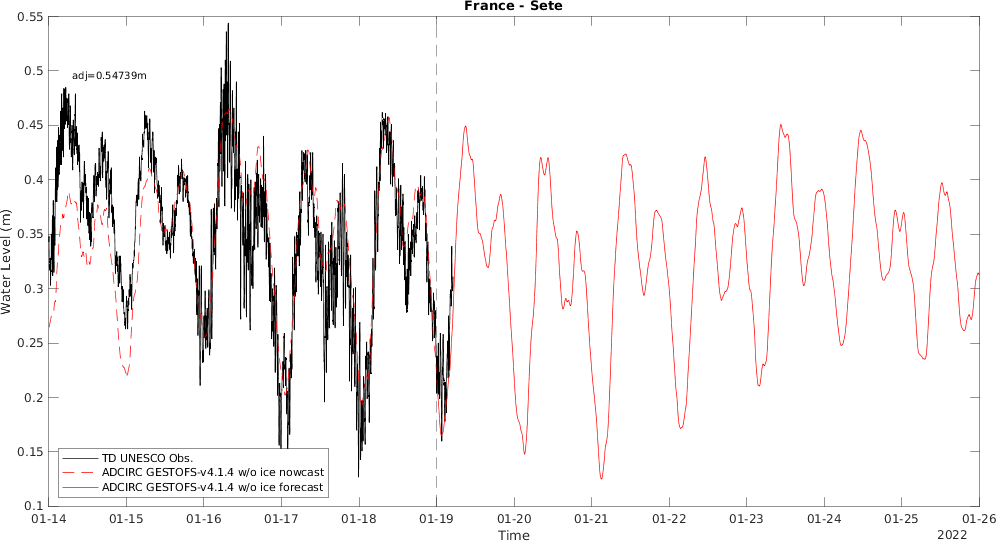 France - Sete
0.55
0.5
0.45
0.4
0.35
0.3
0.25
0.2
0.15
0.1
Water Level (m)
adj=0.54739m
TD UNESCO Obs.
ADCIRC GESTOFS-v4.1.4 w/o ice nowcast
ADCIRC GESTOFS-v4.1.4 w/o ice forecast
01-14 01-15 01-16 01-17 01-18 01-19 01-20 01-21 01-22 01-23 01-24 01-25 01-26
Time
2022